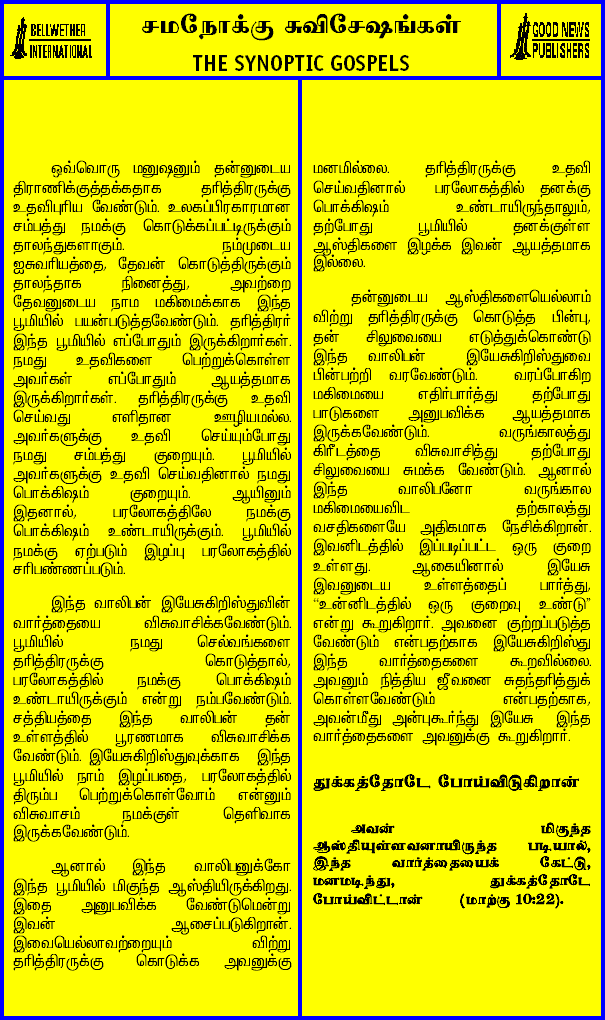 BELLWETHER
INTERNATIONAL
சமநோக்கு சுவிசேஷங்கள்
THE SYNOPTIC GOSPELS
GOOD NEWS
PUBLISHERS
ஒவ்வொரு மனுஷனும் தன்னுடைய
திராணிக்குத்தக்கதாக தரித்திரருக்கு
உதவிபுரிய வேண்டும். உலகப்பிரகாரமான
சம்பத்து நமக்கு கொடுக்கப்பட்டிருக்கும்
தாலந்துகளாகும். நம்முடைய
ஐசுவரியத்தை, தேவன் கொடுத்திருக்கும்
தாலந்தாக நினைத்து, அவற்றை
தேவனுடைய நாம மகிமைக்காக இந்த
பூமியில் பயன்படுத்தவேண்டும். தரித்திரர்
இந்த பூமியில் எப்போதும் இருக்கிறார்கள்.
நமது உதவிகளை பெற்றுக்கொள்ள
அவர்கள் எப்போதும் ஆயத்தமாக
இருக்கிறார்கள். தரித்திரருக்கு உதவி
செய்வது எளிதான ஊழியமல்ல.
அவர்களுக்கு உதவி செய்யும்போது
நமது சம்பத்து குறையும். பூமியில்
அவர்களுக்கு உதவி செய்வதினால் நமது
பொக்கிஷம் குறையும். ஆயினும்
இதனால், பரலோகத்திலே நமக்கு
பொக்கிஷம் உண்டாயிருக்கும். பூமியில்
நமக்கு ஏற்படும் இழப்பு பரலோகத்தில்
சரிபண்ணப்படும்.
இந்த வாலிபன் இயேசுகிறிஸ்துவின்
வார்த்தையை விசுவாசிக்கவேண்டும்.
பூமியில் நமது செல்வங்களை
தரித்திரருக்கு கொடுத்தால்,
பரலோகத்தில் நமக்கு பொக்கிஷம்
உண்டாயிருக்கும் என்று நம்பவேண்டும்.
சத்தியத்தை இந்த வாலிபன் தன்
உள்ளத்தில் பூரணமாக விசுவாசிக்க
வேண்டும். இயேசுகிறிஸ்துவுக்காக இந்த
பூமியில் நாம் இழப்பதை, பரலோகத்தில்
திரும்ப பெற்றுக்கொள்வோம் என்னும்
விசுவாசம் நமக்குள் தெளிவாக
இருக்கவேண்டும்.
ஆனால் இந்த வாலிபனுக்கோ
இந்த பூமியில் மிகுந்த ஆஸ்தியிருக்கிறது.
இதை அனுபவிக்க வேண்டுமென்று
இவன் ஆசைப்படுகிறான்.
இவையெல்லாவற்றையும் விற்று
தரித்திரருக்கு கொடுக்க அவனுக்கு
மனமில்லை. தரித்திரருக்கு உதவி
செய்வதினால் பரலோகத்தில் தனக்கு
பொக்கிஷம் உண்டாயிருந்தாலும்,
தற்போது பூமியில் தனக்குள்ள
ஆஸ்திகளை இழக்க இவன் ஆயத்தமாக
இல்லை.
தன்னுடைய ஆஸ்திகளையெல்லாம்
விற்று தரித்திரருக்கு கொடுத்த பின்பு,
தன் சிலுவையை எடுத்துக்கொண்டு
இந்த வாலிபன் இயேசுகிறிஸ்துவை
பின்பற்றி வரவேண்டும். வரப்போகிற
மகிமையை எதிர்பார்த்து தற்போது
பாடுகளை அனுபவிக்க ஆயத்தமாக
இருக்கவேண்டும். வருங்காலத்து
கிரீடத்தை விசுவாசித்து தற்போது
சிலுவையை சுமக்க வேண்டும். ஆனால்
இந்த வாலிபனோ வருங்கால
மகிமையைவிட தற்காலத்து
வசதிகளையே அதிகமாக நேசிக்கிறான்.
இவனிடத்தில் இப்படிப்பட்ட ஒரு குறை
உள்ளது. ஆகையினால் இயேசு
இவனுடைய உள்ளத்தைப் பார்த்து,
“உன்னிடத்தில் ஒரு குறைவு உண்டு”
என்று கூறுகிறார். அவனை குற்றப்படுத்த
வேண்டும் என்பதற்காக இயேசுகிறிஸ்து
இந்த வார்த்தைகளை கூறவில்லை.
அவனும் நித்திய ஜீவனை சுதந்தரித்துக்
கொள்ளவேண்டும் என்பதற்காக,
அவன்மீது அன்புகூர்ந்து இயேசு இந்த
வார்த்தைகளை அவனுக்கு கூறுகிறார்.
துக்கத்தோடே போய்விடுகிறான்
அவன் மிகுந்த
ஆஸ்தியுள்ளவனாயிருந்த படியால்,
இந்த வார்த்தையைக் கேட்டு,
மனமடிந்து, துக்கத்தோடே
போய்விட்டான் (மாற்கு 10:22).